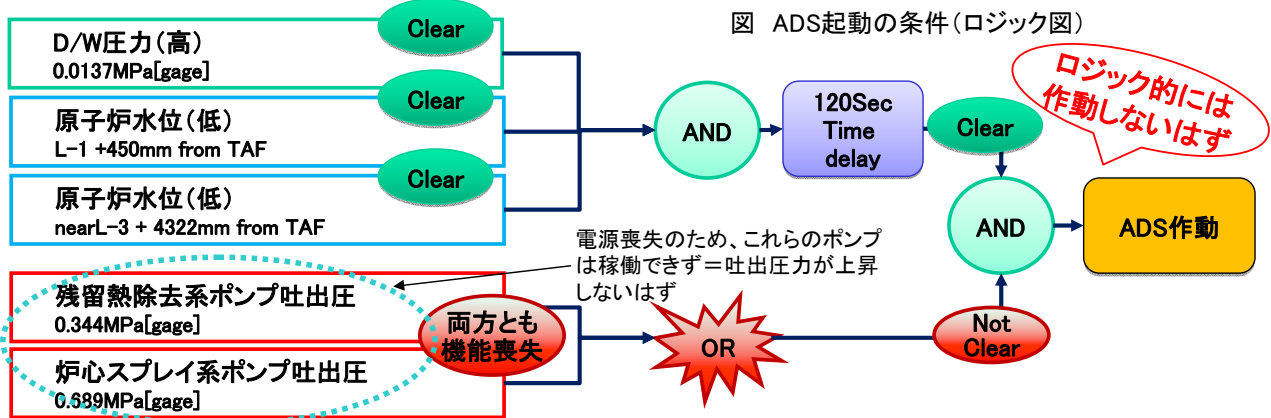 図 ADS起動の条件(ロジック図)
D/W圧力(高)
0.0137MPa[gage]
Clear
原子炉水位(低)
L-1 +450mm from TAF
Clear
原子炉水位(低)
nearL-3 + 4322mm from TAF
Clear
AND
120Sec
Time
delay
Clear
ロジック的には
作動しないはず
AND
ADS作動
電源喪失のため、これらのポンプ
は稼働できず=吐出圧力が上昇
しないはず
残留熱除去系ポンプ吐出圧
0.344MPa[gage]
炉心スプレイ系ポンプ吐出圧
0.689MPa[gage]
両方とも
機能喪失
OR
Not
Clear